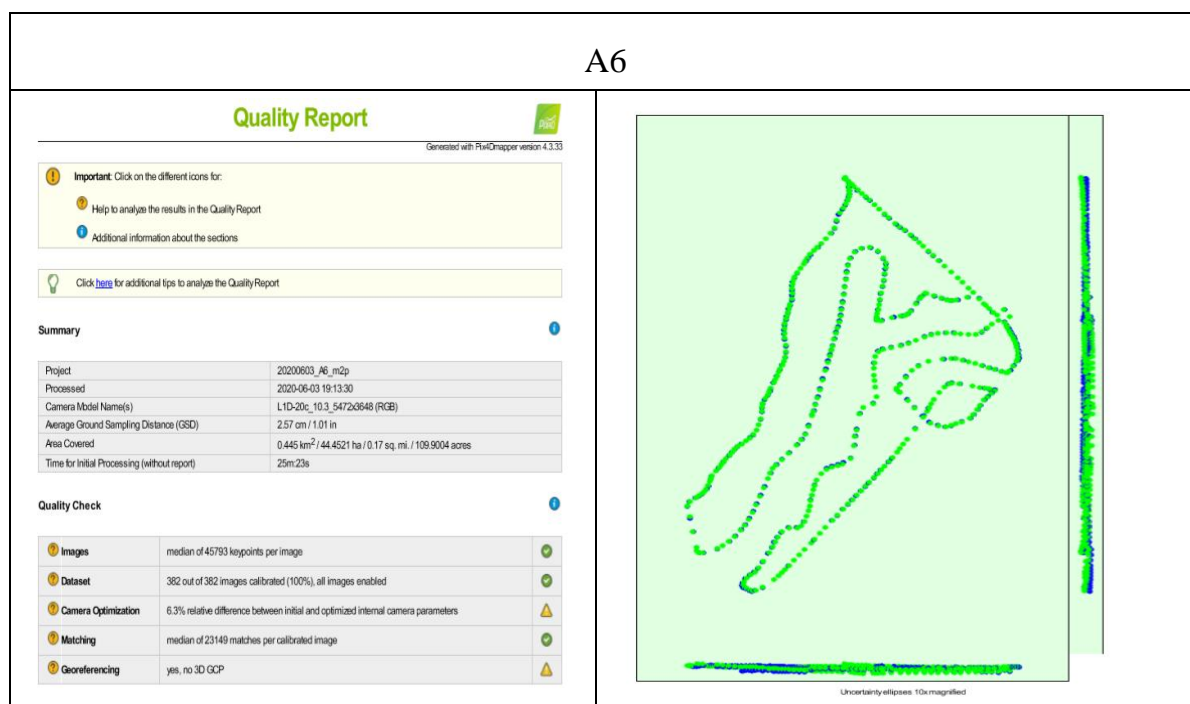 A6
Quality Report
Generated with Pix4Dmapper version 4.3.33
Important: Click on the different icons for:
Help to analyze the results in the Quality Report
Additional information about the sections
Click here for additional tips to analyze the Quality Report
Summary
Project 20200603_A6_m2p
Processed 2020-06-03 19:13:30
Camera Model Name(s) L1D-20c_10.3_5472x3648 (RGB)
Average Ground Sampling Distance (GSD) 2.57 cm / 1.01 in
Area Covered 0.445 km² / 44.4521 ha / 0.17 sq. mi. / 109.9004 acres
Time for Initial Processing (without report) 25m:23s
Quality Check
Images median of 45793 keypoints per image
Dataset 382 out of 382 images calibrated (100%), all images enabled
Camera Optimization 6.3% relative difference between initial and optimized internal camera parameters
Matching median of 23149 matches per calibrated image
Georeferencing yes, no 3D GCP
Uncertainty ellipses 10x magnified